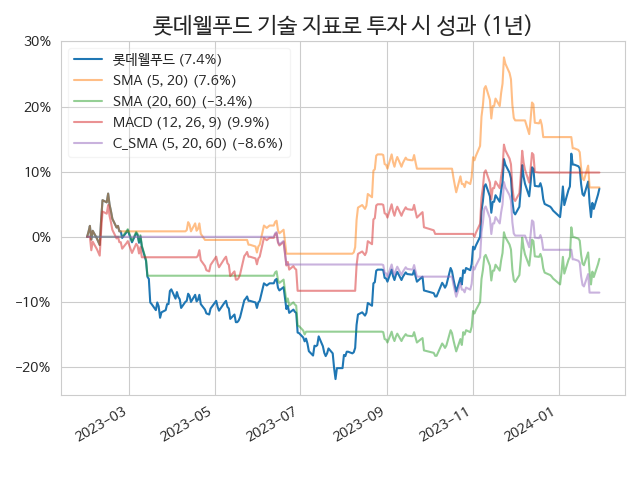 롯데웰푸드 기술 지표로 투자 시 성과 (1년)
30%
20%
10%
0%
−10%
−20%
롯데웰푸드 (7.4%)
SMA (5, 20) (7.6%)
SMA (20, 60) (−3.4%)
MACD (12, 26, 9) (9.9%)
C_SMA (5, 20, 60) (−8.6%)
2023−03
2023−05
2023−07
2023−09
2023−11
2024−01